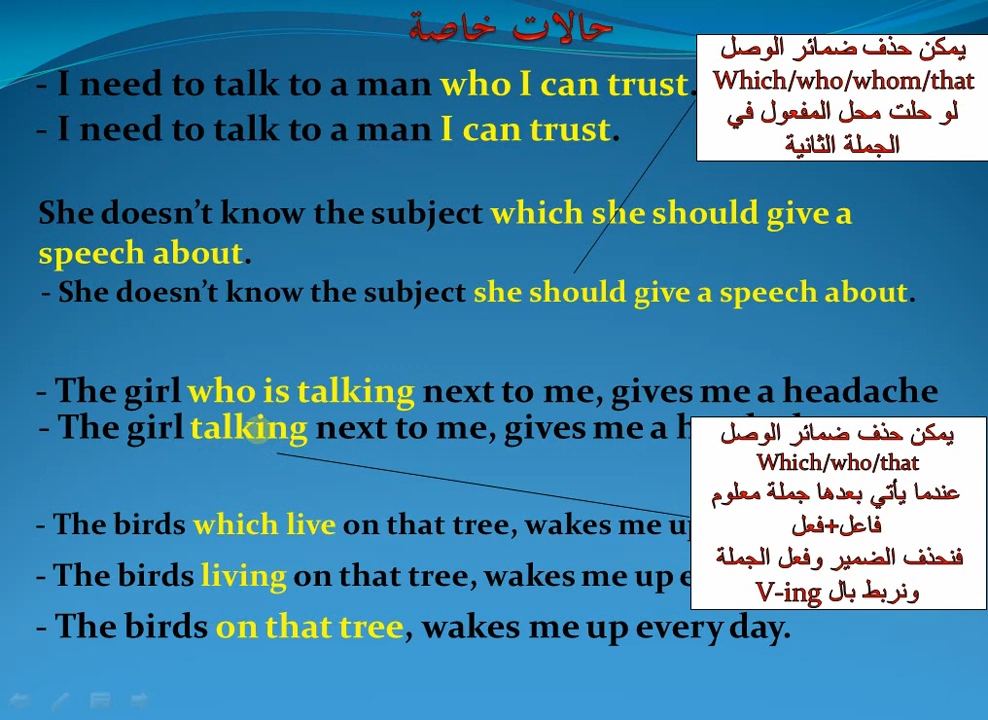 حالات خاصة
- I need to talk to a man who I can trust.
- I need to talk to a man I can trust.
يمكن حذف ضمائر الوصل
Which/who/whom/that
لو حلت محل المفعول في
الجملة الثانية
She doesn't know the subject which she should give a
speech about.
- She doesn't know the subject she should give a speech about.
- The girl who is talking next to me, gives me a headache
- The girl talking next to me, gives me a
يمكن حذف ضمائر الوصل
Which/who/that
عندما يأتي بعدها جملة معلوم
فاعل+فعل
فنحذف الضمير وفعل الجملة
ونربط بال V-ing
- The birds which live on that tree, wakes me up
- The birds living on that tree, wakes me up
- The birds on that tree, wakes me up every day.